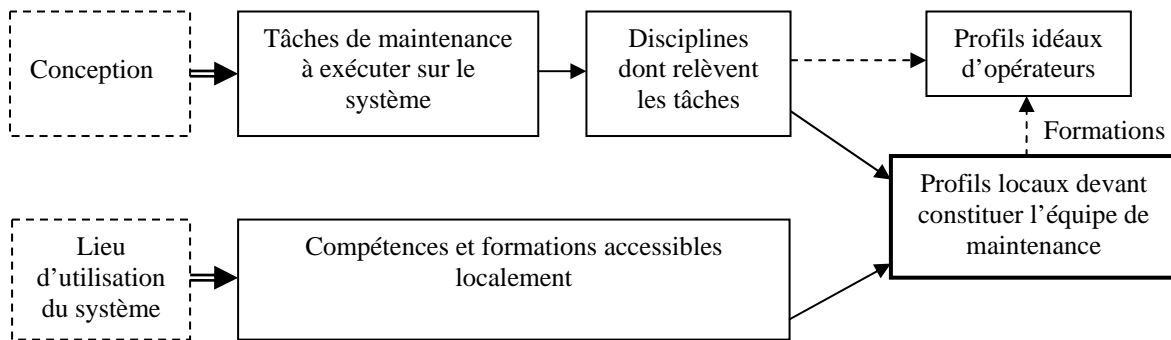 Conception
Tâches de maintenance
à exécuter sur le
système
Disciplines
dont relèvent
les tâches
Profils idéaux
d’opérateurs
Formations
Profils locaux devant
constituer l’équipe de
maintenance
Lieu
d’utilisation
du système
Compétences et formations accessibles
localement